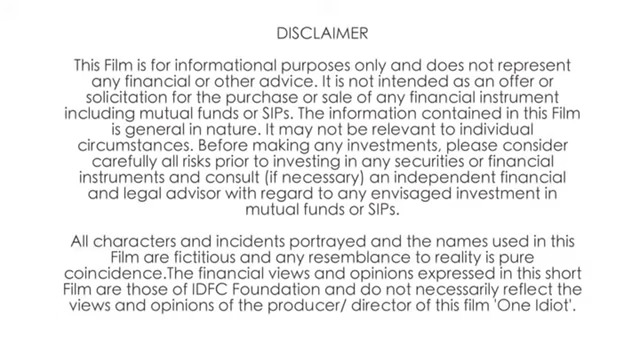 DISCLAIMER
This Film is for informational purposes only and does not represent
any financial or other advice. It is not intended as an offer or
solicitation for the purchase or sale of any financial instrument
including mutual funds or SIPs. The information contained in this Film
is general in nature. It may not be relevant to individual
circumstances. Before making any investments, please consider
carefully all risks prior to investing in any securities or financial
instruments and consult (if necessary) an independent financial
and legal advisor with regard to any envisaged investment in
mutual funds or SIPs.
All characters and incidents portrayed and the names used in this
Film are fictitious and any resemblance to reality is pure
coincidence.The financial views and opinions expressed in this short
Film are those of IDFC Foundation and do not necessarily reflect the
views and opinions of the producer/ director of this film 'One Idiot'.